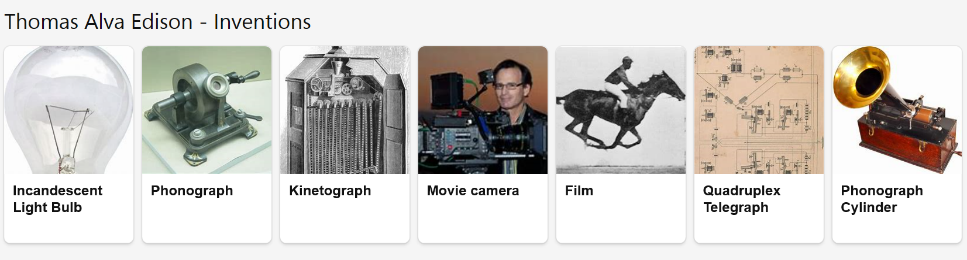 Thomas Alva Edison - Inventions
Incandescent
Light Bulb
Phonograph
Kinetograph
Movie camera
Film
Quadruplex
Telegraph
Phonograph
Cylinder